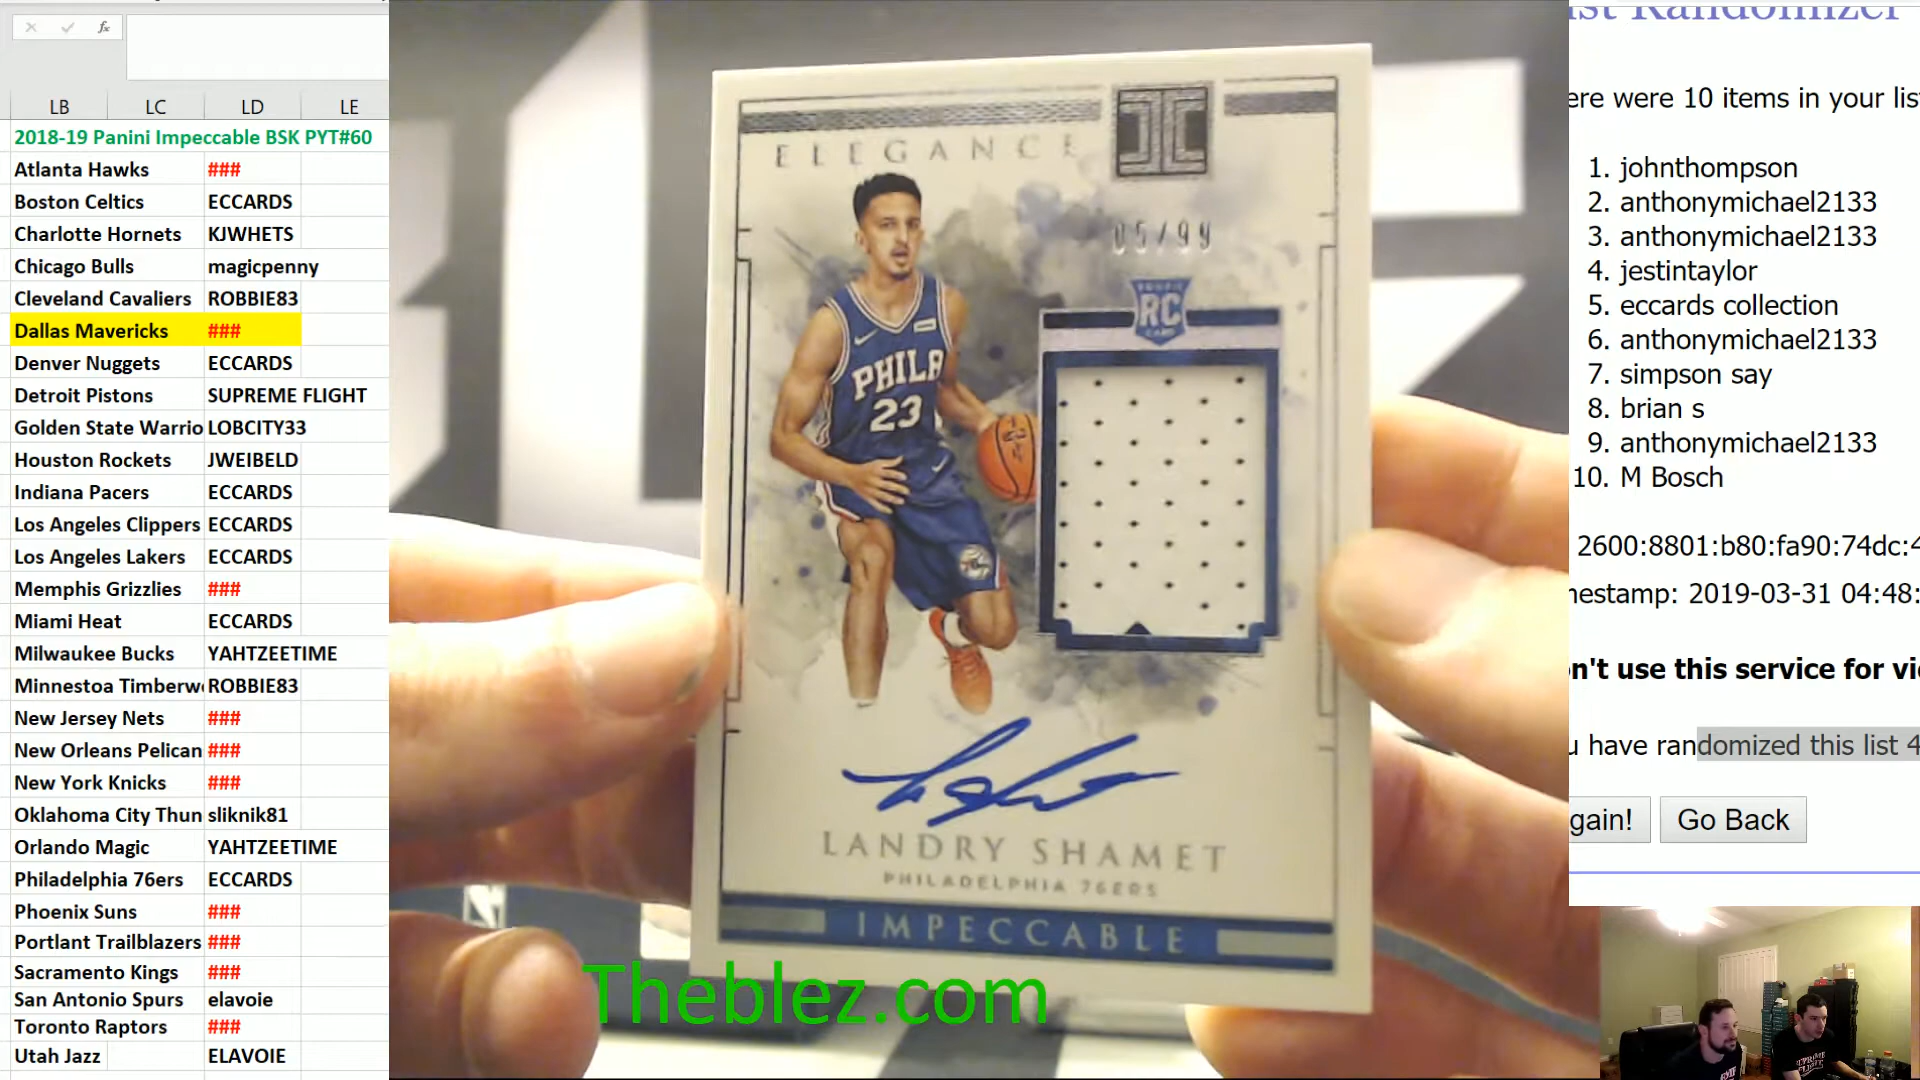 LB LC LD LE
2018-19 Panini Impeccable BSK PYT#60
Atlanta Hawks ###
Boston Celtics ECCARDS
Charlotte Hornets KJWHETS
Chicago Bulls magicpenny
Cleveland Cavaliers ROBBIE83
Dallas Mavericks ###
Denver Nuggets ECCARDS
Detroit Pistons SUPREME FLIGHT
Golden State Warrio LOBCITY33
Houston Rockets JWEIBELD
Indiana Pacers ECCARDS
Los Angeles Clippers ECCARDS
Los Angeles Lakers ECCARDS
Memphis Grizzlies ###
Miami Heat ECCARDS
Milwaukee Bucks YAHTZEETIME
Minnestoa Timberw ROBBIE83
New Jersey Nets ###
New Orleans Pelican ###
New York Knicks ###
Oklahoma City Thun sliknik81
Orlando Magic YAHTZEETIME
Philadelphia 76ers ECCARDS
Phoenix Suns ###
Portlant Trailblazers ###
Sacramento Kings ###
San Antonio Spurs elavoie
Toronto Raptors ###
Utah Jazz ELAVOIE
ELEGANCE
05/99
ROOKIE
RC
CARD
PHILA
23
LANDRY SHAMET
PHILADELPHIA 76ERS
IMPECCABLE
Theblez.com
ist Randomizer
ere were 10 items in your lis
1. johnthompson
2. anthonymichael2133
3. anthonymichael2133
4. jestintaylor
5. eccards collection
6. anthonymichael2133
7. simpson say
8. brian s
9. anthonymichael2133
10. M Bosch
2600:8801:b80:fa90:74dc:4
mestamp: 2019-03-31 04:48:
n't use this service for vi
u have randomized this list 4
gain! Go Back